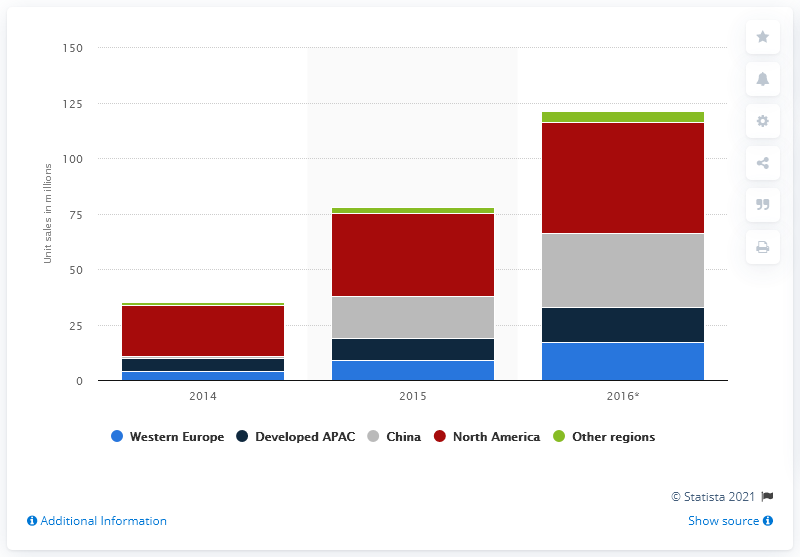 150
125
100
75
50
25
0
Unit sales in millions
2014
2015
2016*
Western Europe
Developed APAC
China
North America
Other regions
© Statista 2021
Additional Information
Show source